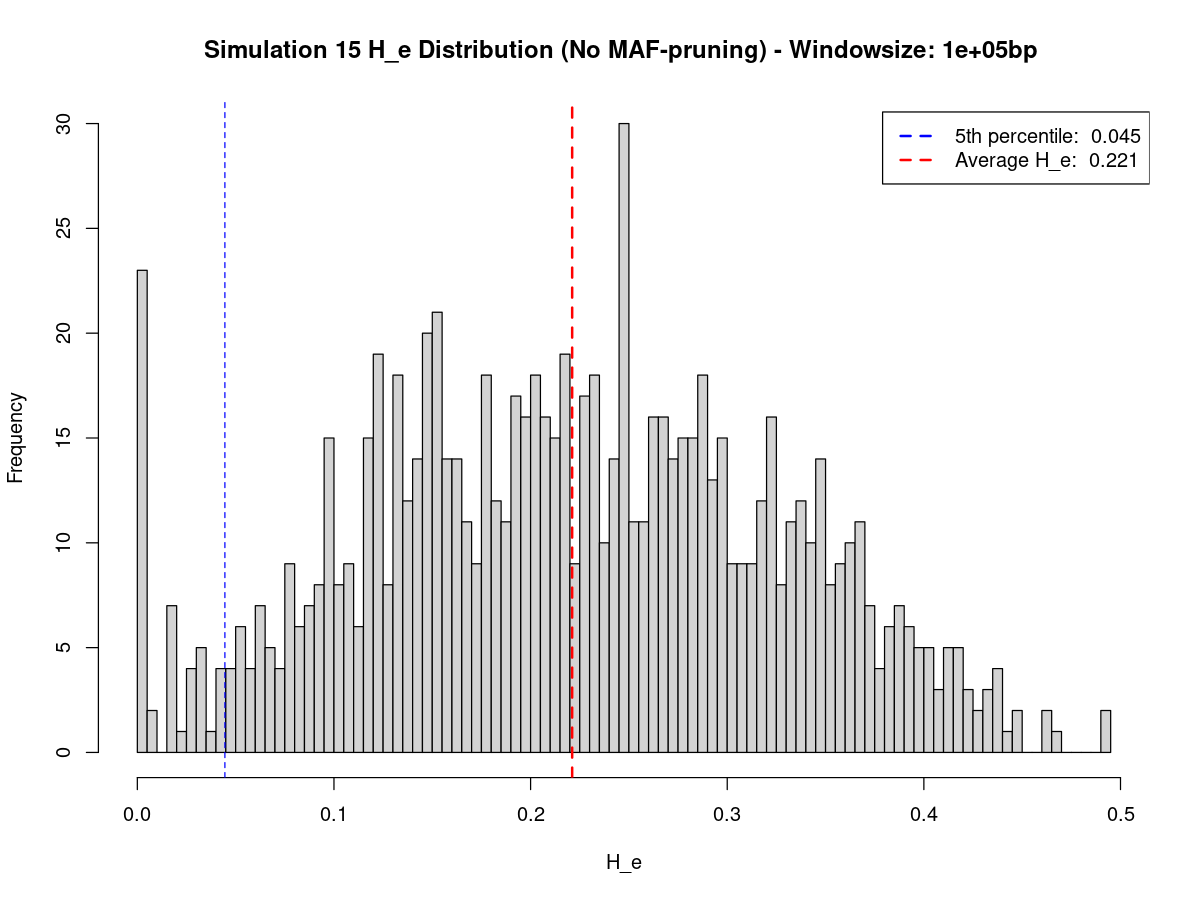 Simulation 15 H_e Distribution (No MAF-pruning) - Windowsize: 1e+05bp
5th percentile: 0.045
Average H_e: 0.221
Frequency
30
25
20
15
10
5
0
0.0 0.1 0.2 0.3 0.4 0.5
H_e